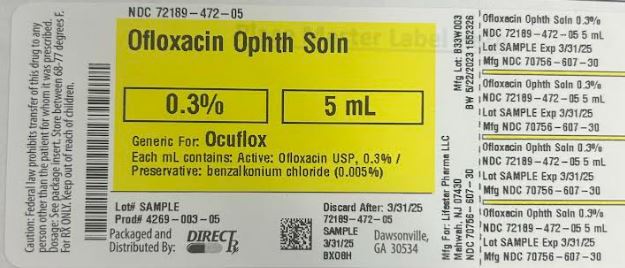 NDC 72189-472-05
Ofloxacin Ophth Soln
0.3%
5 mL
Generic For: Ocuflox
Each mL contains: Active: Ofloxacin USP, 0.3% /
Preservative: benzalkonium chloride (0.005%)
Lot# SAMPLE
Prod# 4269-003-05
Packaged and
Distributed By:
DIRECT Rx
Discard After: 3/31/25
72189-472-05
SAMPLE
3/31/25
BXO8H
Dawsonville,
GA 30534
Caution: Federal law prohibits transfer of this drug to any
person other than the patient for whom it was prescribed.
Dosage: See package insert. Store between 68-77 degrees F.
For RX ONLY. Keep out of reach of children.
Mfg Lot: B33W003
BW 5/22/2023 1552326
Mfg For: Lifestar Pharma LLC
Mahwah, NJ 07430
NDC 70756-607-30
Ofloxacin Ophth Soln 0.3%
NDC 72189-472-05 5 mL
Lot SAMPLE Exp 3/31/25
Mfg NDC 70756-607-30
Ofloxacin Ophth Soln 0.3%
NDC 72189-472-05 5 mL
Lot SAMPLE Exp 3/31/25
Mfg NDC 70756-607-30
Ofloxacin Ophth Soln 0.3%
NDC 72189-472-05 5 mL
Lot SAMPLE Exp 3/31/25
Mfg NDC 70756-607-30
Ofloxacin Ophth Soln 0.3%
NDC 72189-472-05 5 mL
Lot SAMPLE Exp 3/31/25
Mfg NDC 70756-607-30